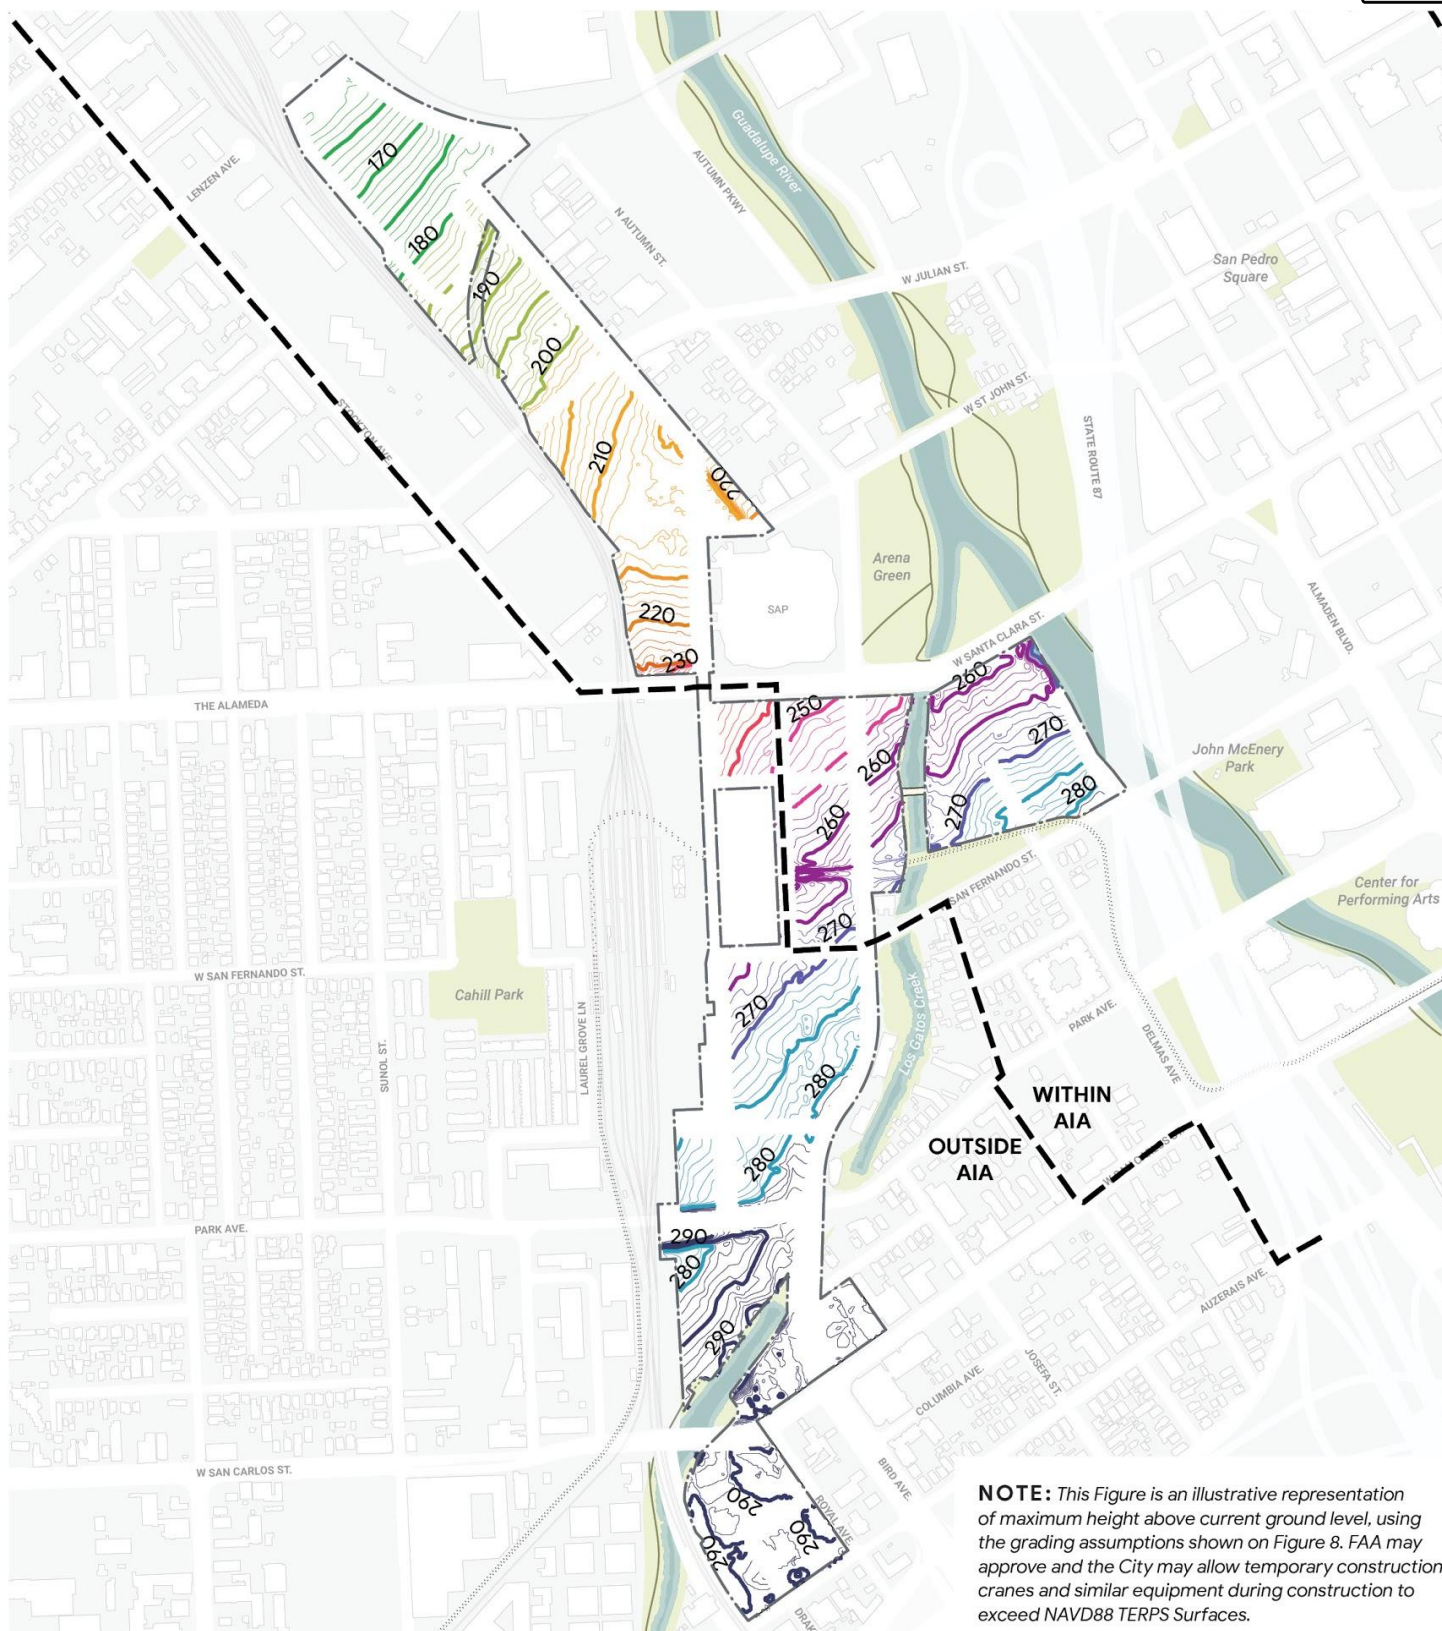 Guadalupe River
LENZEN AVE.
AUTUMN PKWY
170
N AUTUMN ST.
180
W JULIAN ST.
San Pedro
Square
190
200
W ST JOHN ST.
STOCKTON AVE.
STATE ROUTE 87
210
220
Arena
Green
ALMADEN BLVD.
SAP
220
W SANTA CLARA ST.
230
260
THE ALAMEDA
250
270
John McEnery
Park
260
280
270
260
W SAN FERNANDO ST.
Center for
Performing Arts
270
W SAN FERNANDO ST.
Cahill Park
270
LAUREL GROVE LN
SUNOL ST.
Los Gatos Creek
PARK AVE.
DELMAS AVE
280
WITHIN
AIA
OUTSIDE
AIA
280
PARK AVE.
290
280
AUZERAIS AVE.
290
JOSEFA ST.
COLUMBIA AVE.
W SAN CARLOS ST.
BIRD AVE.
290
ROYAL AVE.
290
290
NOTE: This Figure is an illustrative representation
of maximum height above current ground level, using
the grading assumptions shown on Figure 8. FAA may
approve and the City may allow temporary construction
cranes and similar equipment during construction to
exceed NAVD88 TERPS Surfaces.